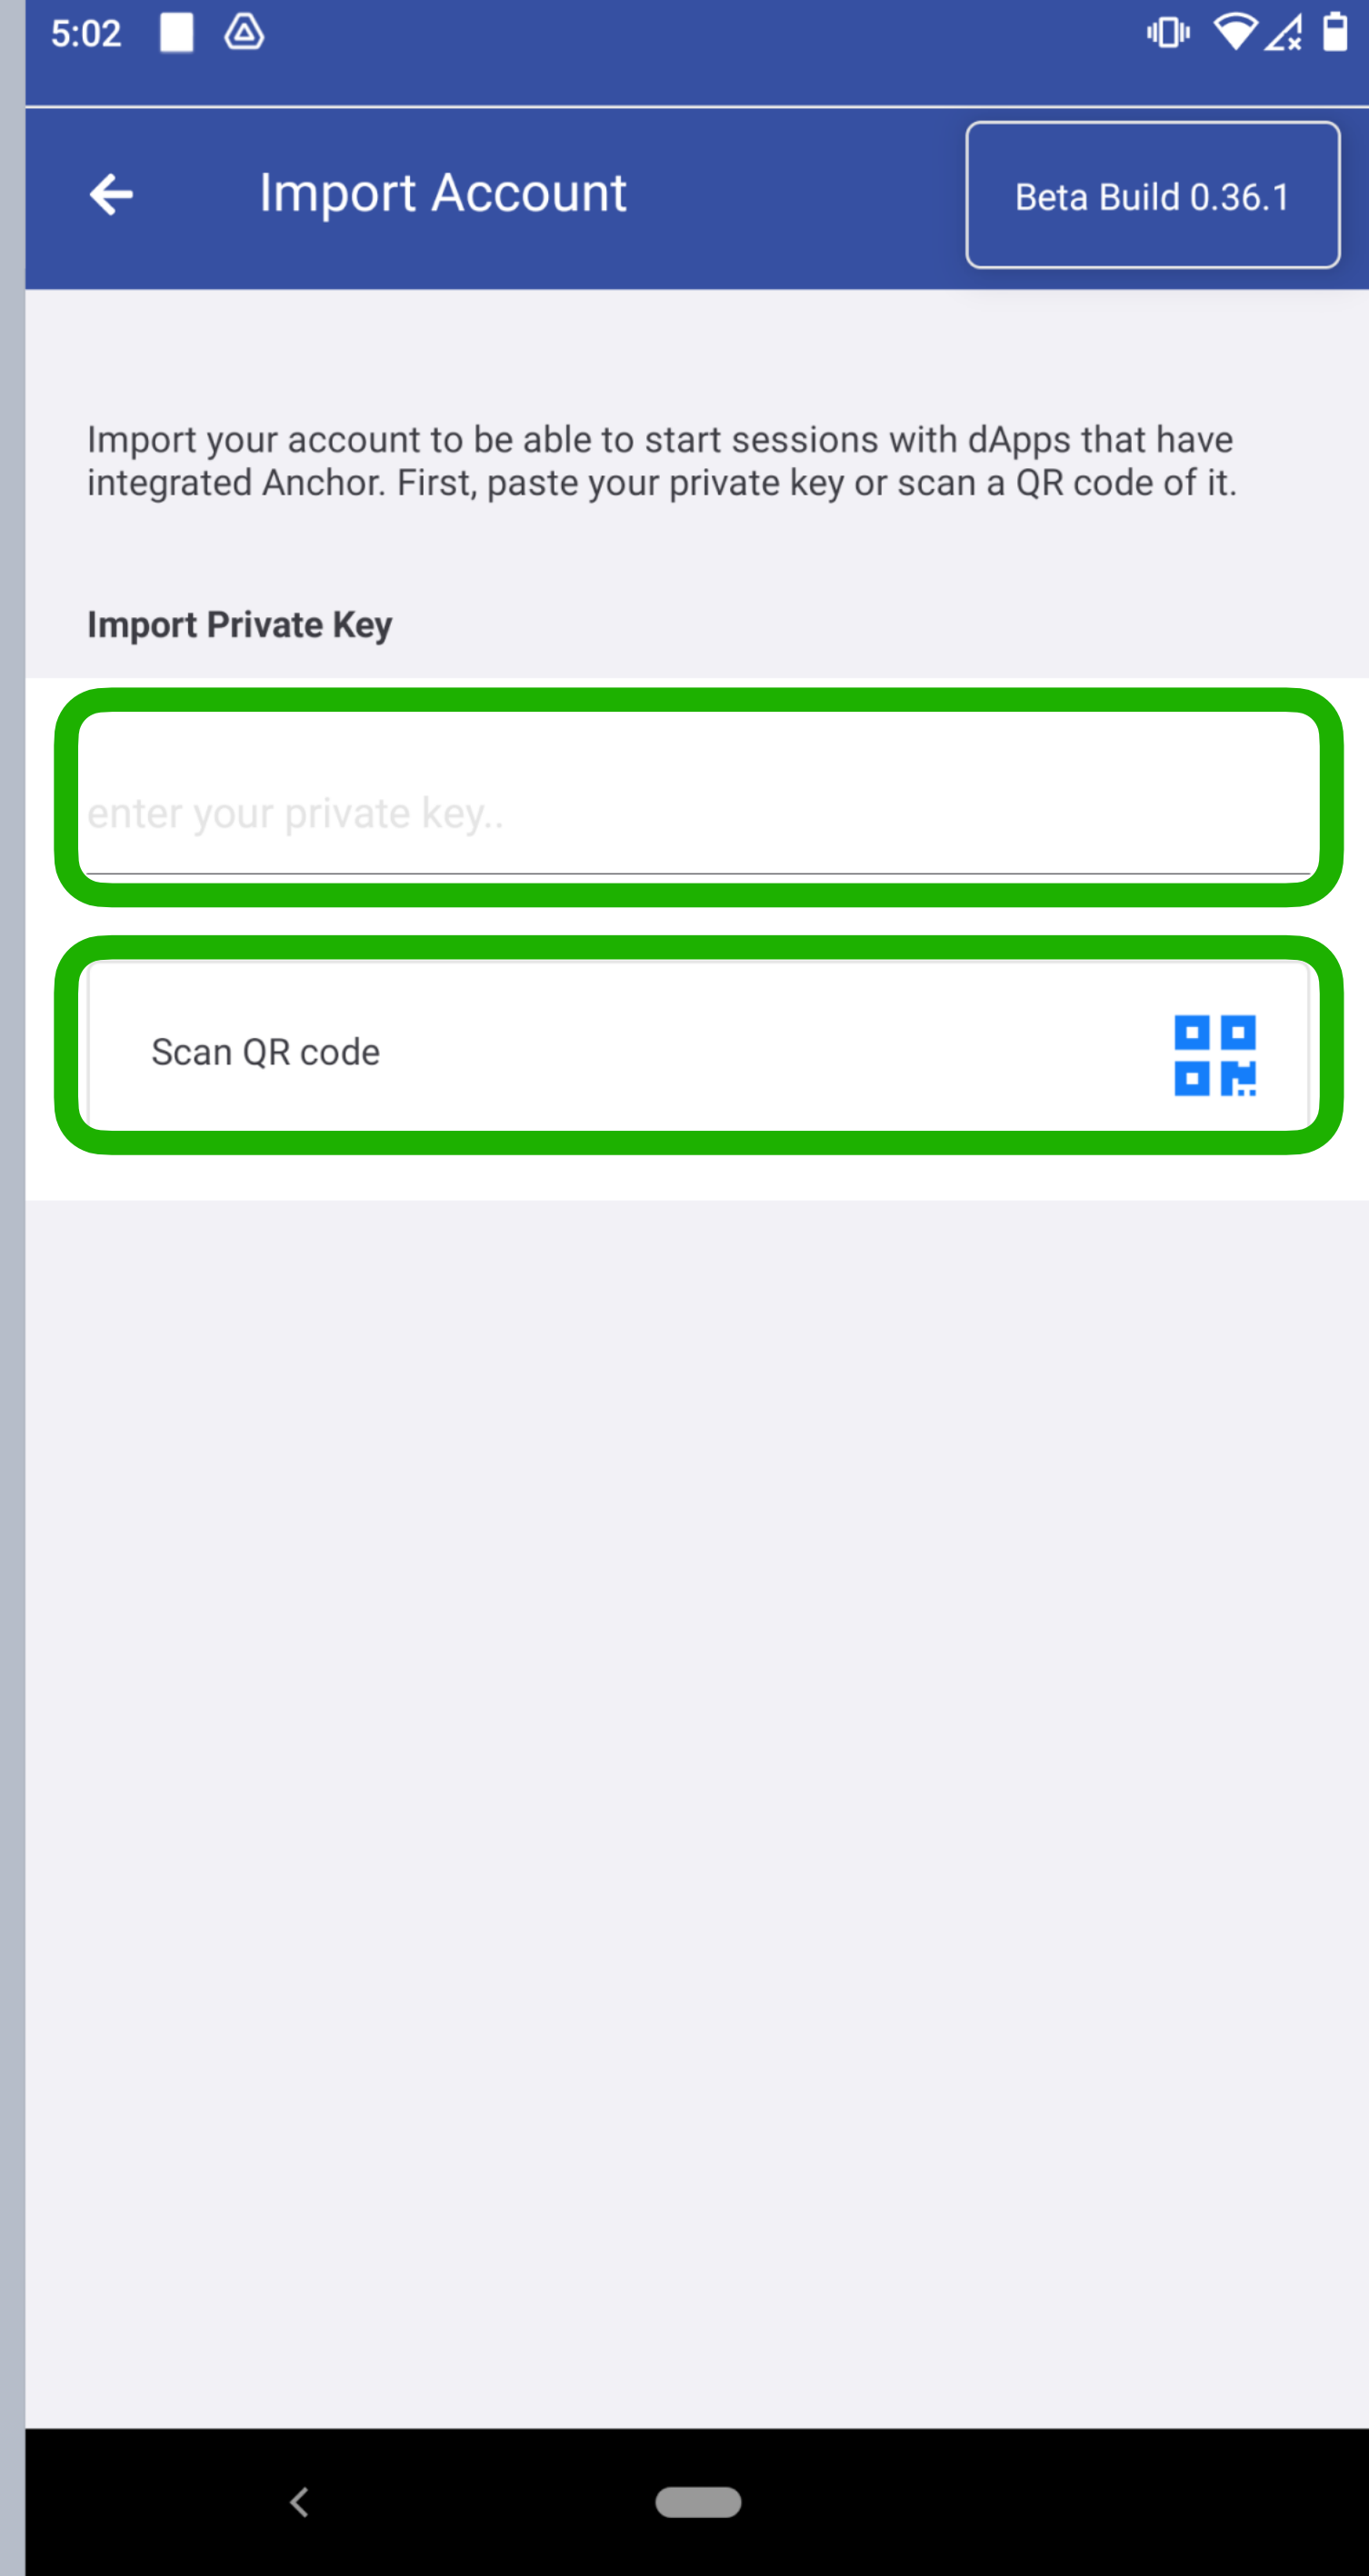 5:02
Import Account
Beta Build 0.36.1
Import your account to be able to start sessions with dApps that have
integrated Anchor. First, paste your private key or scan a QR code of it.
Import Private Key
enter your private key..
Scan QR code